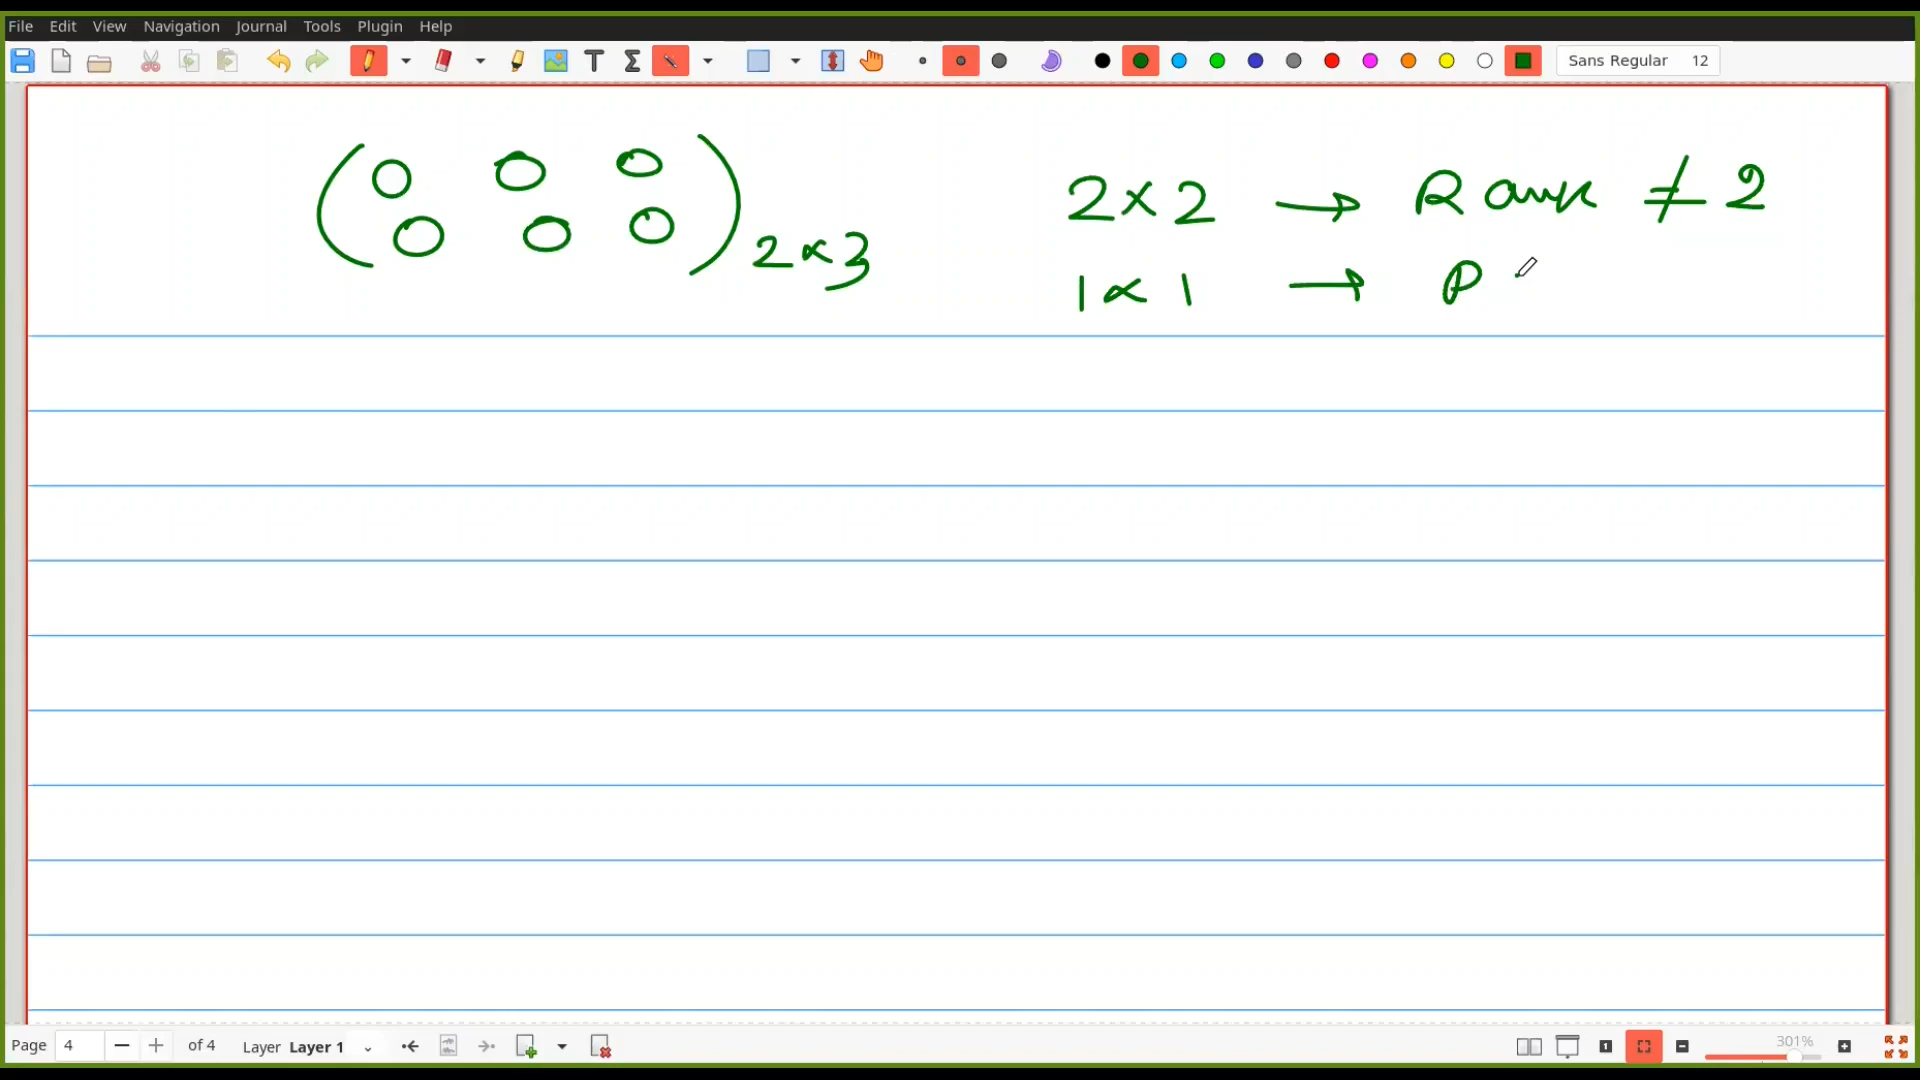 File Edit View Navigation Journal Tools Plugin Help
Sans Regular 12
( 0 0 0
0 0 0 ) 2×3
2×2 → Rank ≠ 2
1×1 → R
Page 4 of 4 Layer Layer 1 301%